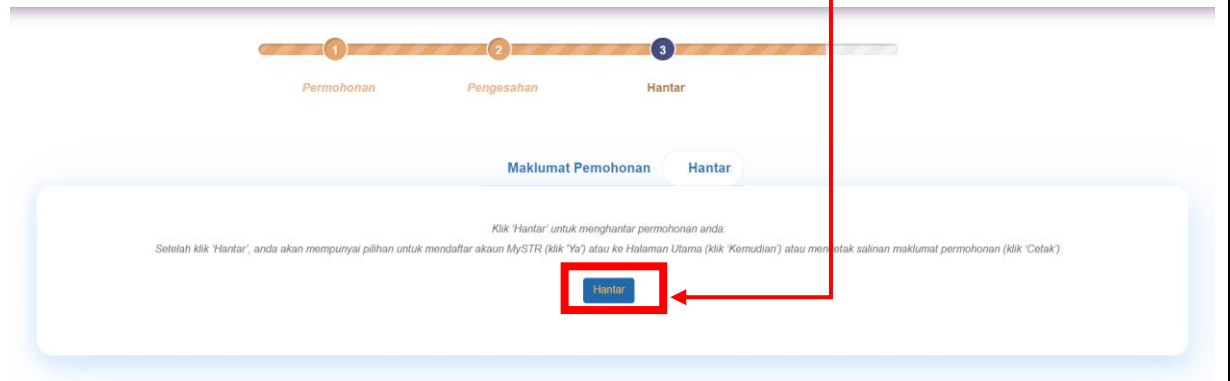 1 2 3
Permohonan Pengesahan Hantar
Maklumat Pemohonan Hantar
Klik 'Hantar' untuk menghantar permohonan anda.
Setelah klik 'Hantar', anda akan mempunyai pilihan untuk mendaftar akaun MySTR (klik 'Ya') atau ke Halaman Utama (klik 'Kemudian') atau mencetak salinan maklumat permohonan (klik 'Cetak').
Hantar